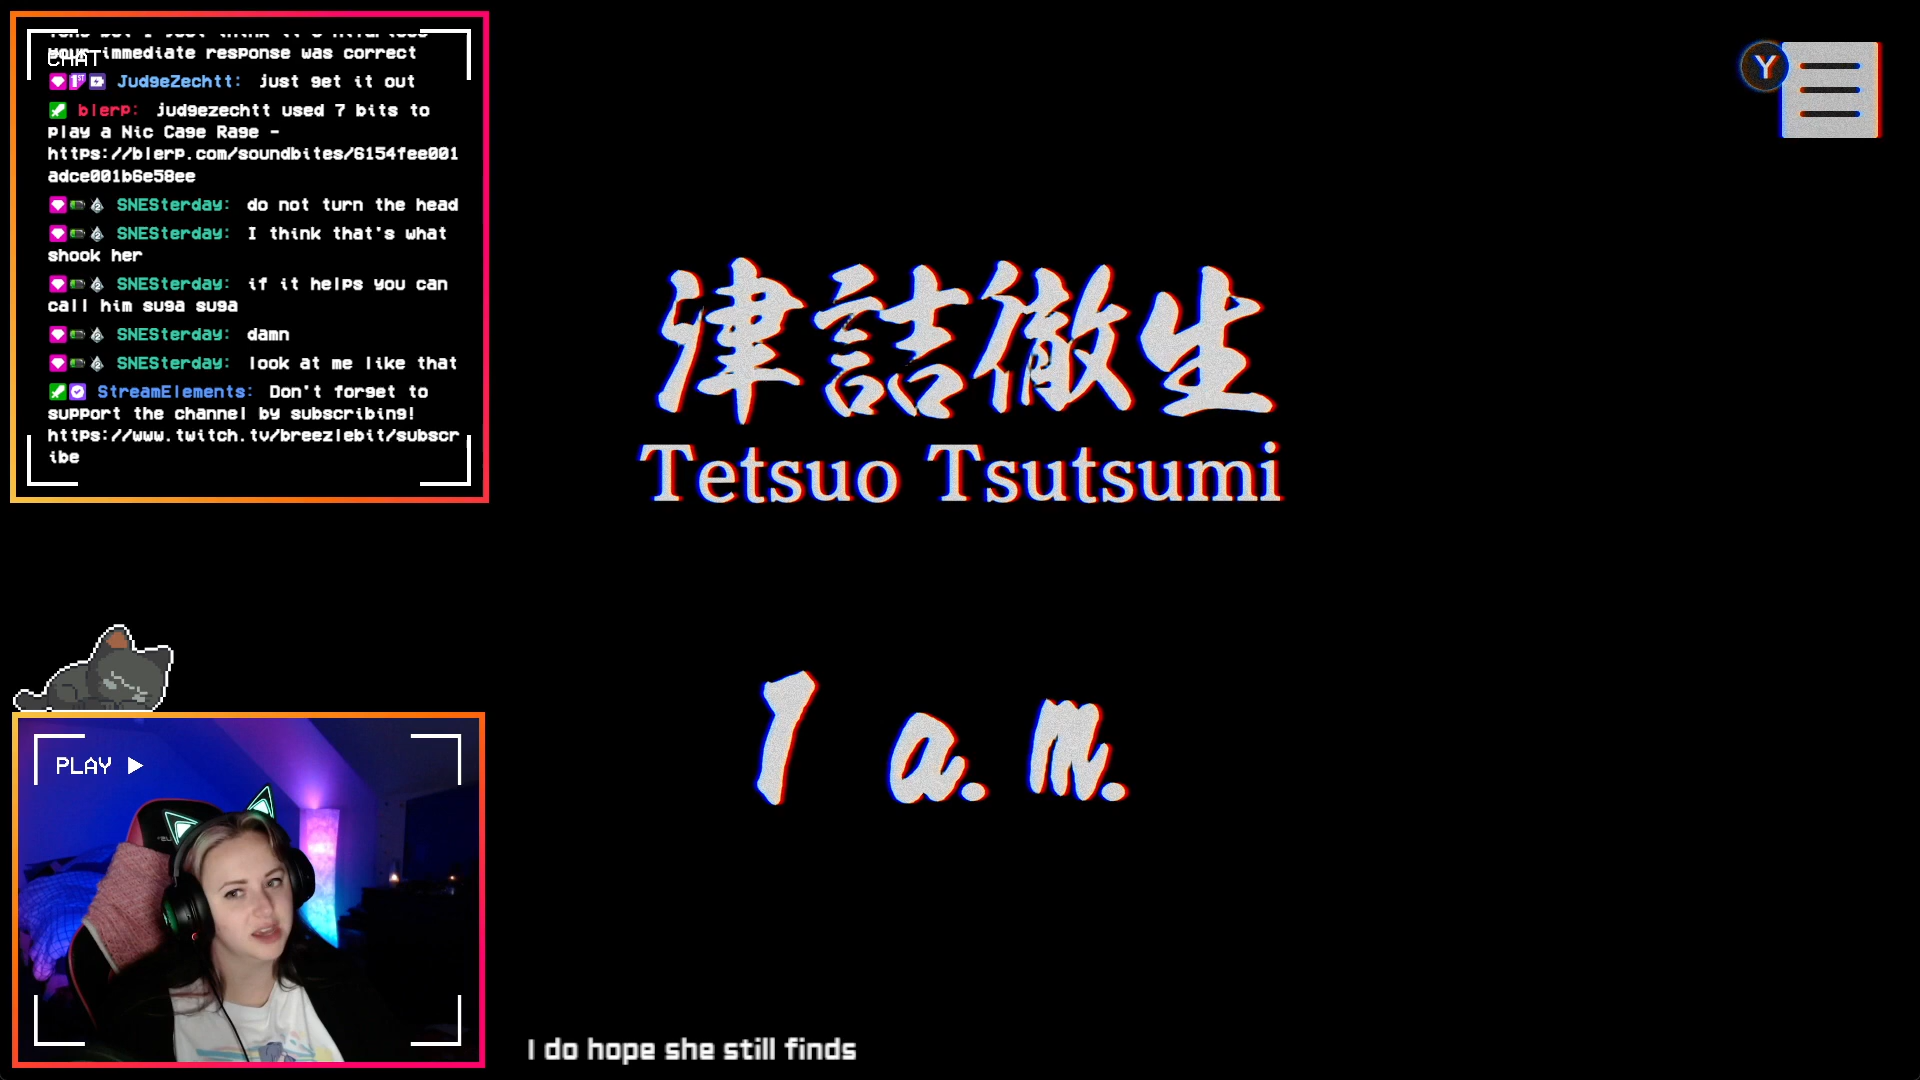 CHAT
your immediate response was correct
JudgeZechtt: just get it out
blerp: judgezechtt used 7 bits to
play a Nic Cage Rage -
https://blerp.com/soundbites/6154fee001
adce001b6e58ee
SNESterday: do not turn the head
SNESterday: I think that's what
shook her
SNESterday: if it helps you can
call him suga suga
SNESterday: damn
SNESterday: look at me like that
StreamElements: Don't forget to
support the channel by subscribing!
https://www.twitch.tv/breezlebit/subscr
ibe
Y
津詰徹生
Tetsuo Tsutsumi
1 a.m.
PLAY
I do hope she still finds